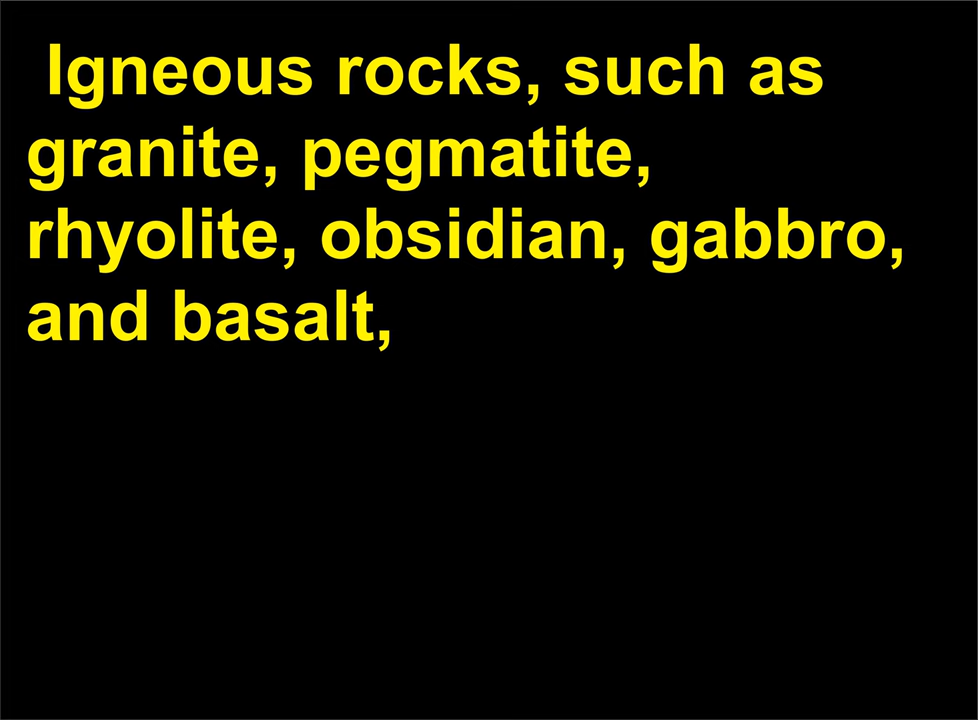 Igneous rocks, such as
granite, pegmatite,
rhyolite, obsidian, gabbro,
and basalt,